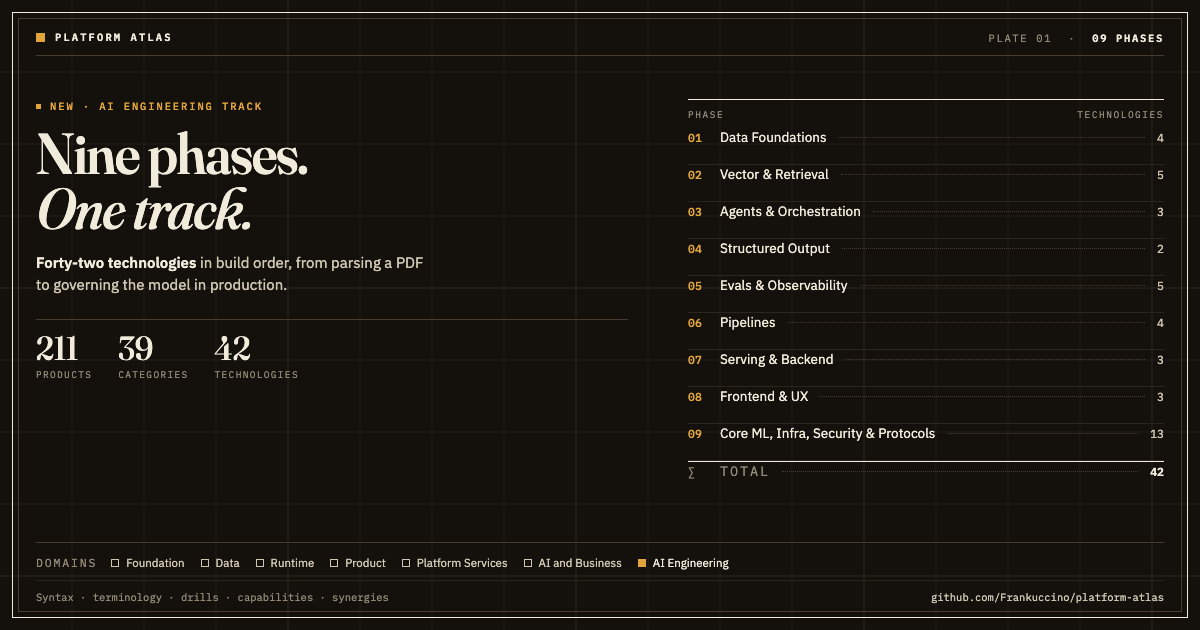 PLATFORM ATLAS
PLATE 01 · 09 PHASES
NEW · AI ENGINEERING TRACK
Nine phases.
One track.
Forty-two technologies in build order, from parsing a PDF
to governing the model in production.
211 39 42
PRODUCTS CATEGORIES TECHNOLOGIES
PHASE TECHNOLOGIES
01 Data Foundations 4
02 Vector & Retrieval 5
03 Agents & Orchestration 3
04 Structured Output 2
05 Evals & Observability 5
06 Pipelines 4
07 Serving & Backend 3
08 Frontend & UX 3
09 Core ML, Infra, Security & Protocols 13
∑ TOTAL 42
DOMAINS Foundation Data Runtime Product Platform Services AI and Business AI Engineering
Syntax · terminology · drills · capabilities · synergies
github.com/Frankuccino/platform-atlas